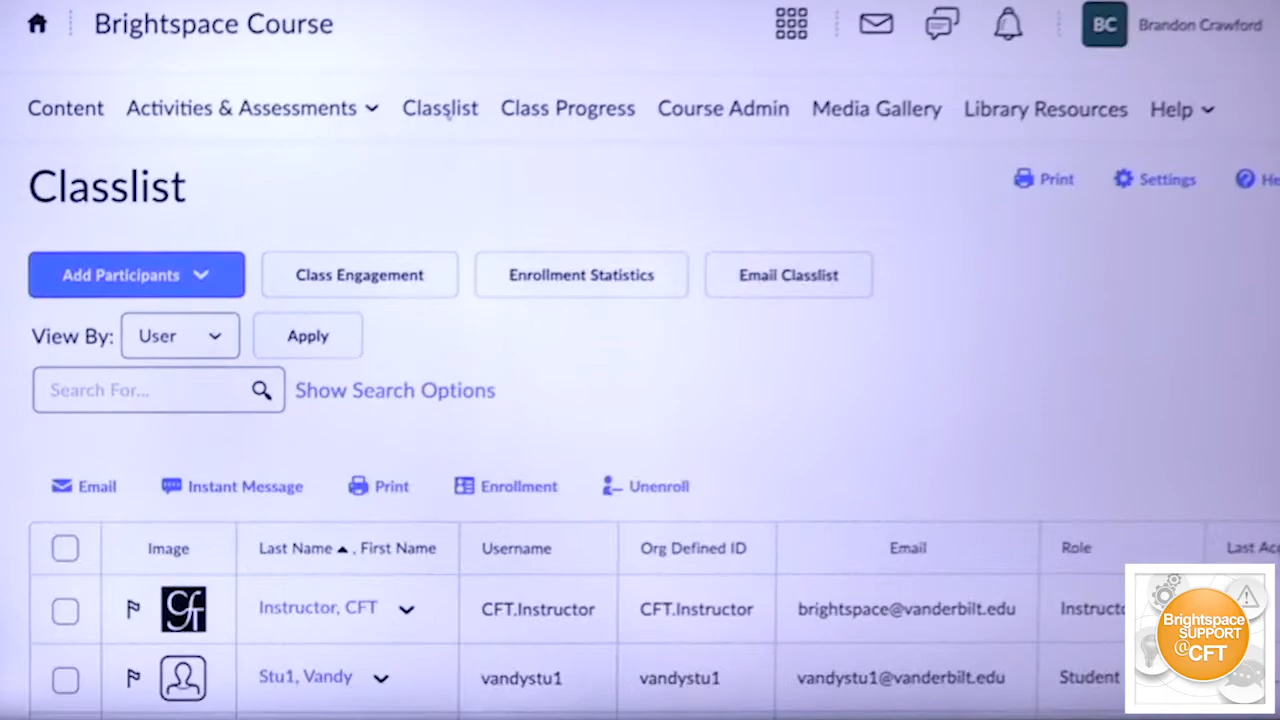 Brightspace Course
BC Brandon Crawford
Content Activities & Assessments Classlist Class Progress Course Admin Media Gallery Library Resources Help
Classlist
Print Settings
Add Participants Class Engagement Enrollment Statistics Email Classlist
View By: User Apply
Search For... Show Search Options
Email Instant Message Print Enrollment Unenroll
Image Last Name , First Name Username Org Defined ID Email Role Last
gf Instructor, CFT CFT.Instructor CFT.Instructor brightspace@vanderbilt.edu
Stu1, Vandy vandystu1 vandystu1 vandystu1@vanderbilt.edu Student
Brightspace
SUPPORT
@CFT